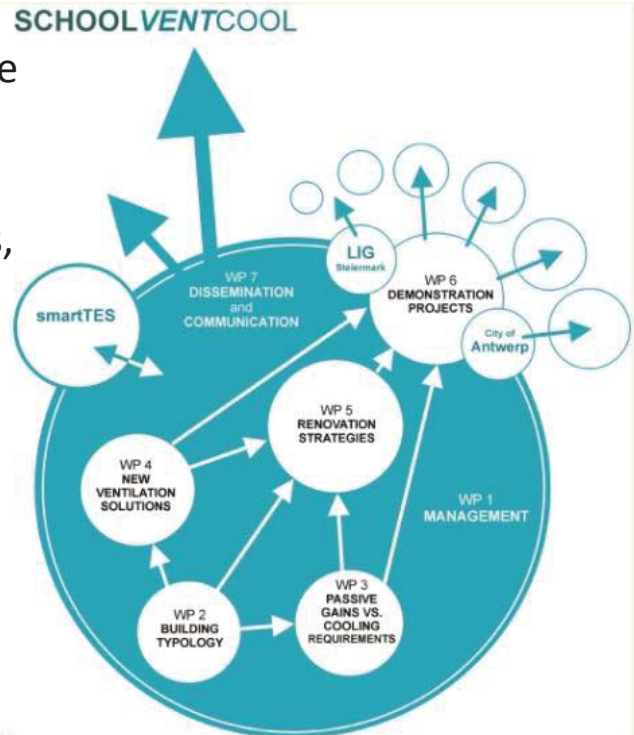 SCHOOLVENTCOOL
e
s,
LIG
Steiermark
WP 7
DISSEMINATION
and
COMMUNICATION
WP 6
DEMONSTRATION
PROJECTS
smartTES
City of
Antwerp
WP 5
RENOVATION
STRATEGIES
WP 4
NEW
VENTILATION
SOLUTIONS
WP 1
MANAGEMENT
WP 3
PASSIVE
GAINS VS.
COOLING
REQUIREMENTS
WP 2
BUILDING
TYPOLOGY